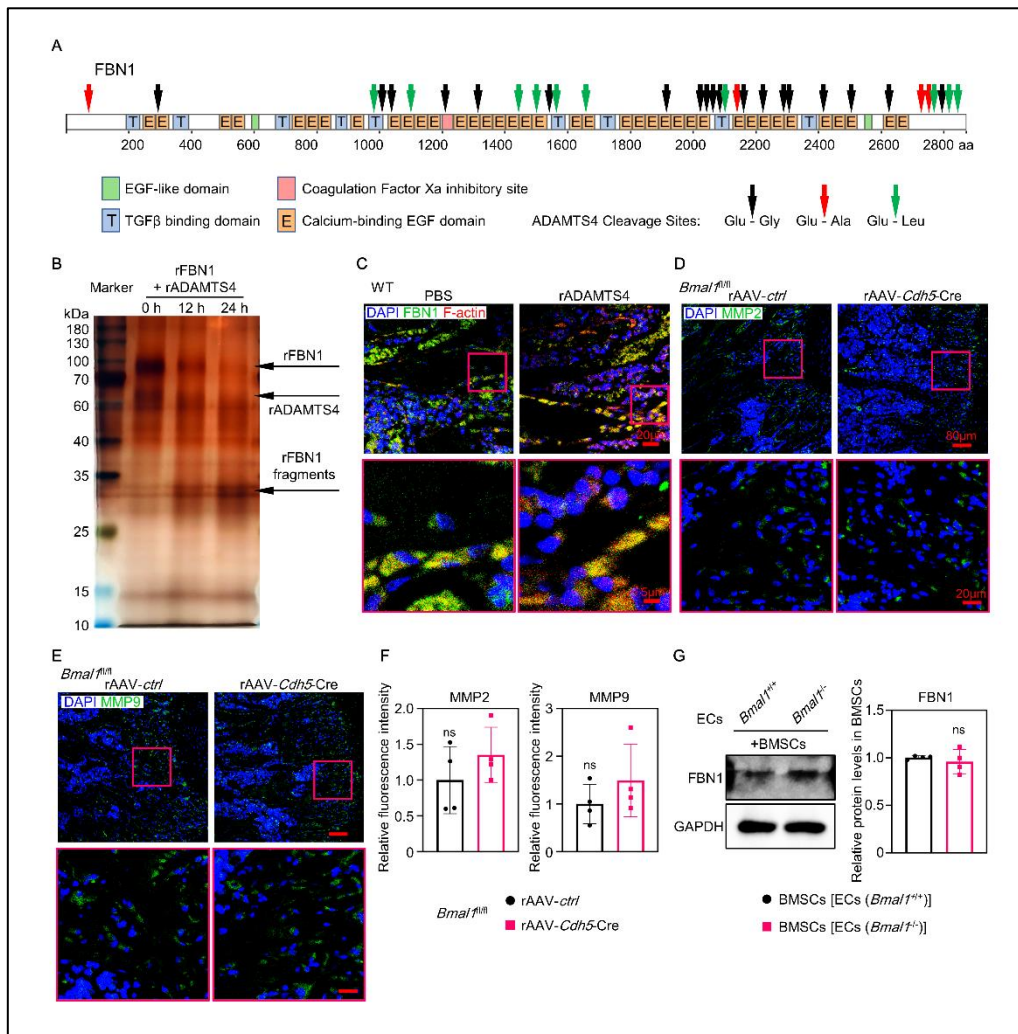 A
FBN1
T E E T E E T E E E T E T E E E E E E E E E E E T E E T E E E E E E E T E E E E E T E E E E E
200 400 600 800 1000 1200 1400 1600 1800 2000 2200 2400 2600 2800 aa
EGF-like domain
Coagulation Factor Xa inhibitory site
T TGFβ binding domain
E Calcium-binding EGF domain
ADAMTS4 Cleavage Sites:
Glu - Gly
Glu - Ala
Glu - Leu
B
rFBN1
+ rADAMTS4
Marker
0 h 12 h 24 h
kDa
180
130
100
70
60
40
35
25
15
10
rFBN1
rADAMTS4
rFBN1
fragments
C
WT
PBS
rADAMTS4
DAPI FBN1 F-actin
20μm
5μm
D
Bmal1fl/fl
rAAV-ctrl
rAAV-Cdh5-Cre
DAPI MMP2
80μm
20μm
E
Bmal1fl/fl
rAAV-ctrl
rAAV-Cdh5-Cre
DAPI MMP9
F
MMP2
Relative fluorescence intensity
2.0
1.5
1.0
0.5
0
ns
MMP9
Relative fluorescence intensity
3
2
1
0
ns
Bmal1fl/fl
rAAV-ctrl
rAAV-Cdh5-Cre
G
ECs
Bmal1+/+
Bmal1-/-
+BMSCs
FBN1
GAPDH
FBN1
Relative protein levels in BMSCs
1.5
1.0
0.5
0
ns
BMSCs [ECs (Bmal1+/+)]
BMSCs [ECs (Bmal1-/-)]